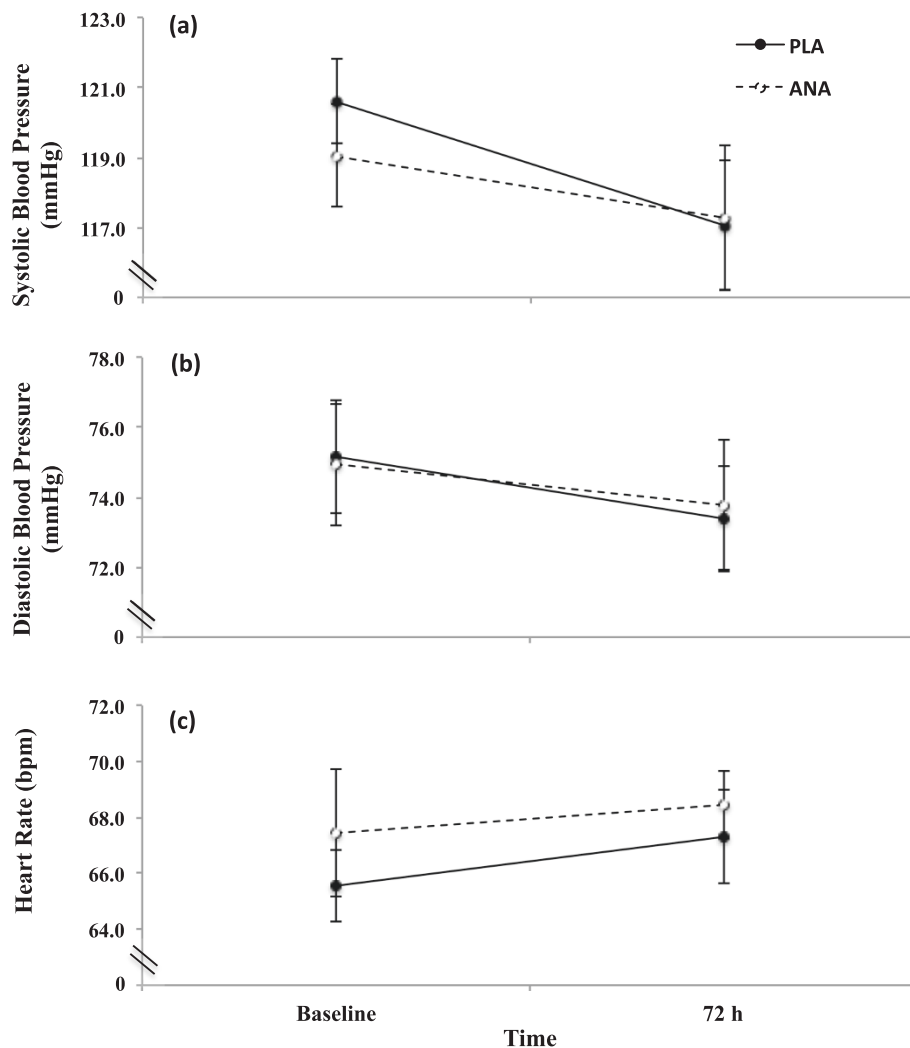 (a)
PLA
ANA
Systolic Blood Pressure
(mmHg)
123.0
121.0
119.0
117.0
0
(b)
Diastolic Blood Pressure
(mmHg)
78.0
76.0
74.0
72.0
0
(c)
Heart Rate (bpm)
72.0
70.0
68.0
66.0
64.0
0
Baseline
72 h
Time